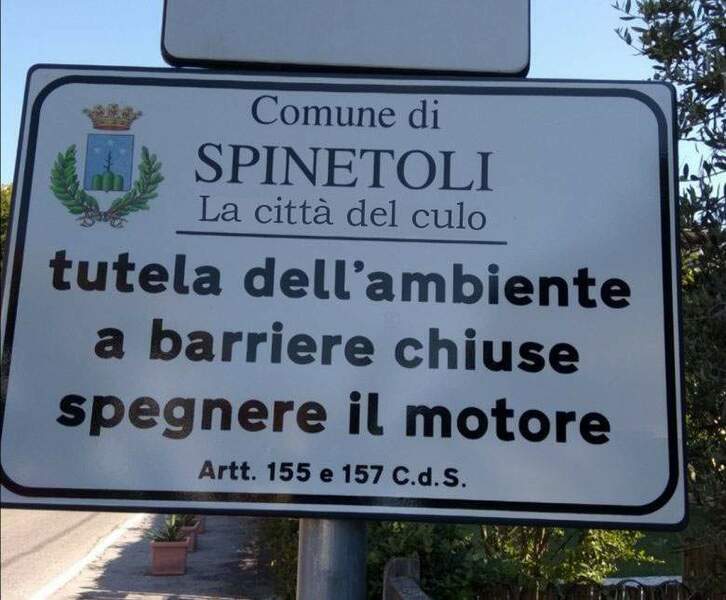 Comune di
SPINETOLI
La città del culo
tutela dell'ambiente
a barriere chiuse
spegnere il motore
Artt. 155 e 157 C.d.S.